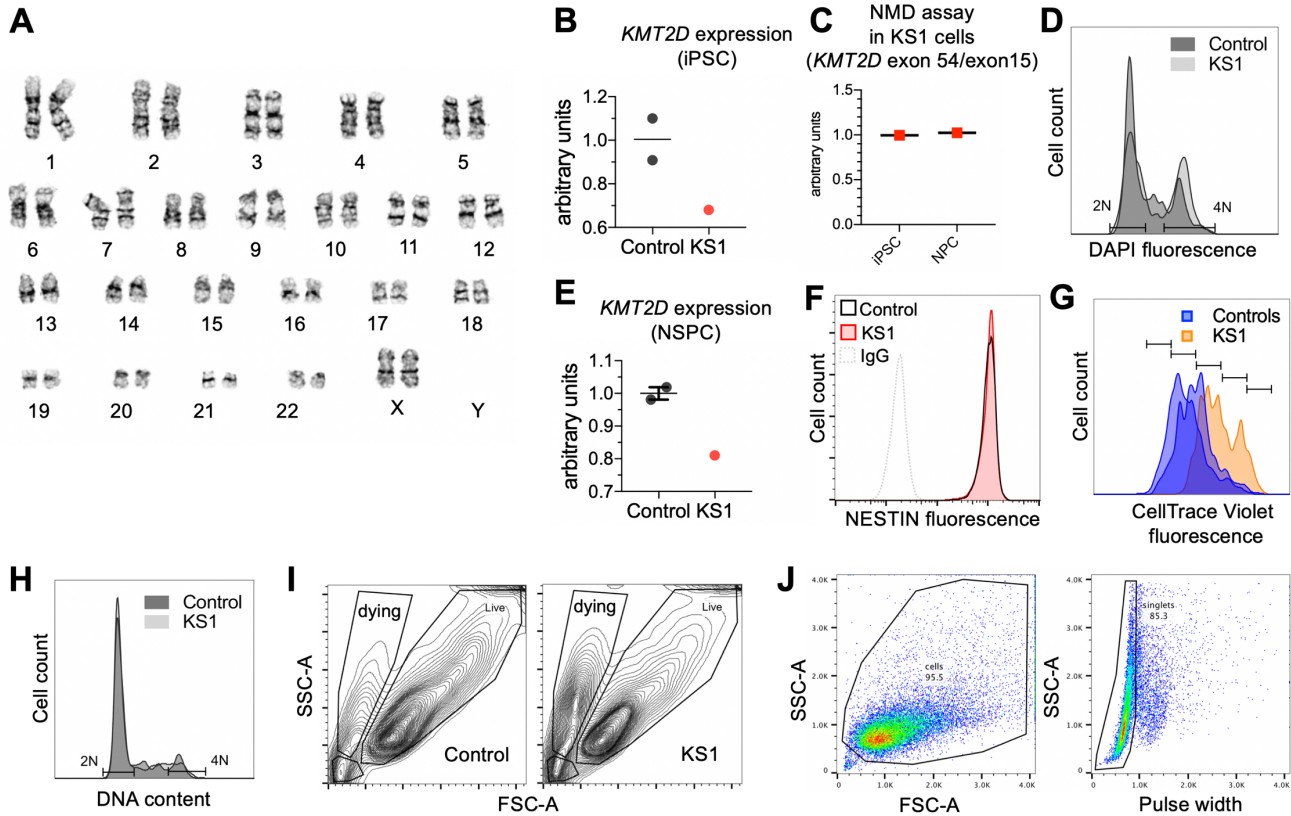 A
1 2 3 4 5
6 7 8 9 10 11 12
13 14 15 16 17 18
19 20 21 22 X Y
B
KMT2D expression
(iPSC)
arbitrary units
1.2
1.0
0.8
0.6
Control KS1
C
NMD assay
in KS1 cells
(KMT2D exon 54/exon15)
arbitrary units
1.5
1.0
0.5
0.0
iPSC
NPC
D
Control
KS1
Cell count
2N
4N
DAPI fluorescence
E
KMT2D expression
(NSPC)
arbitrary units
1.1
1.0
0.9
0.8
0.7
Control KS1
F
Control
KS1
IgG
Cell count
NESTIN fluorescence
G
Controls
KS1
Cell count
CellTrace Violet
fluorescence
H
Control
KS1
Cell count
2N
4N
DNA content
I
SSC-A
dying
Live
Control
dying
Live
KS1
FSC-A
J
SSC-A
4.0K
3.0K
2.0K
1.0K
0
cells
95.5
0 1.0K 2.0K 3.0K 4.0K
FSC-A
SSC-A
4.0K
3.0K
2.0K
1.0K
0
singlets
85.3
0 1.0K 2.0K 3.0K 4.0K
Pulse width